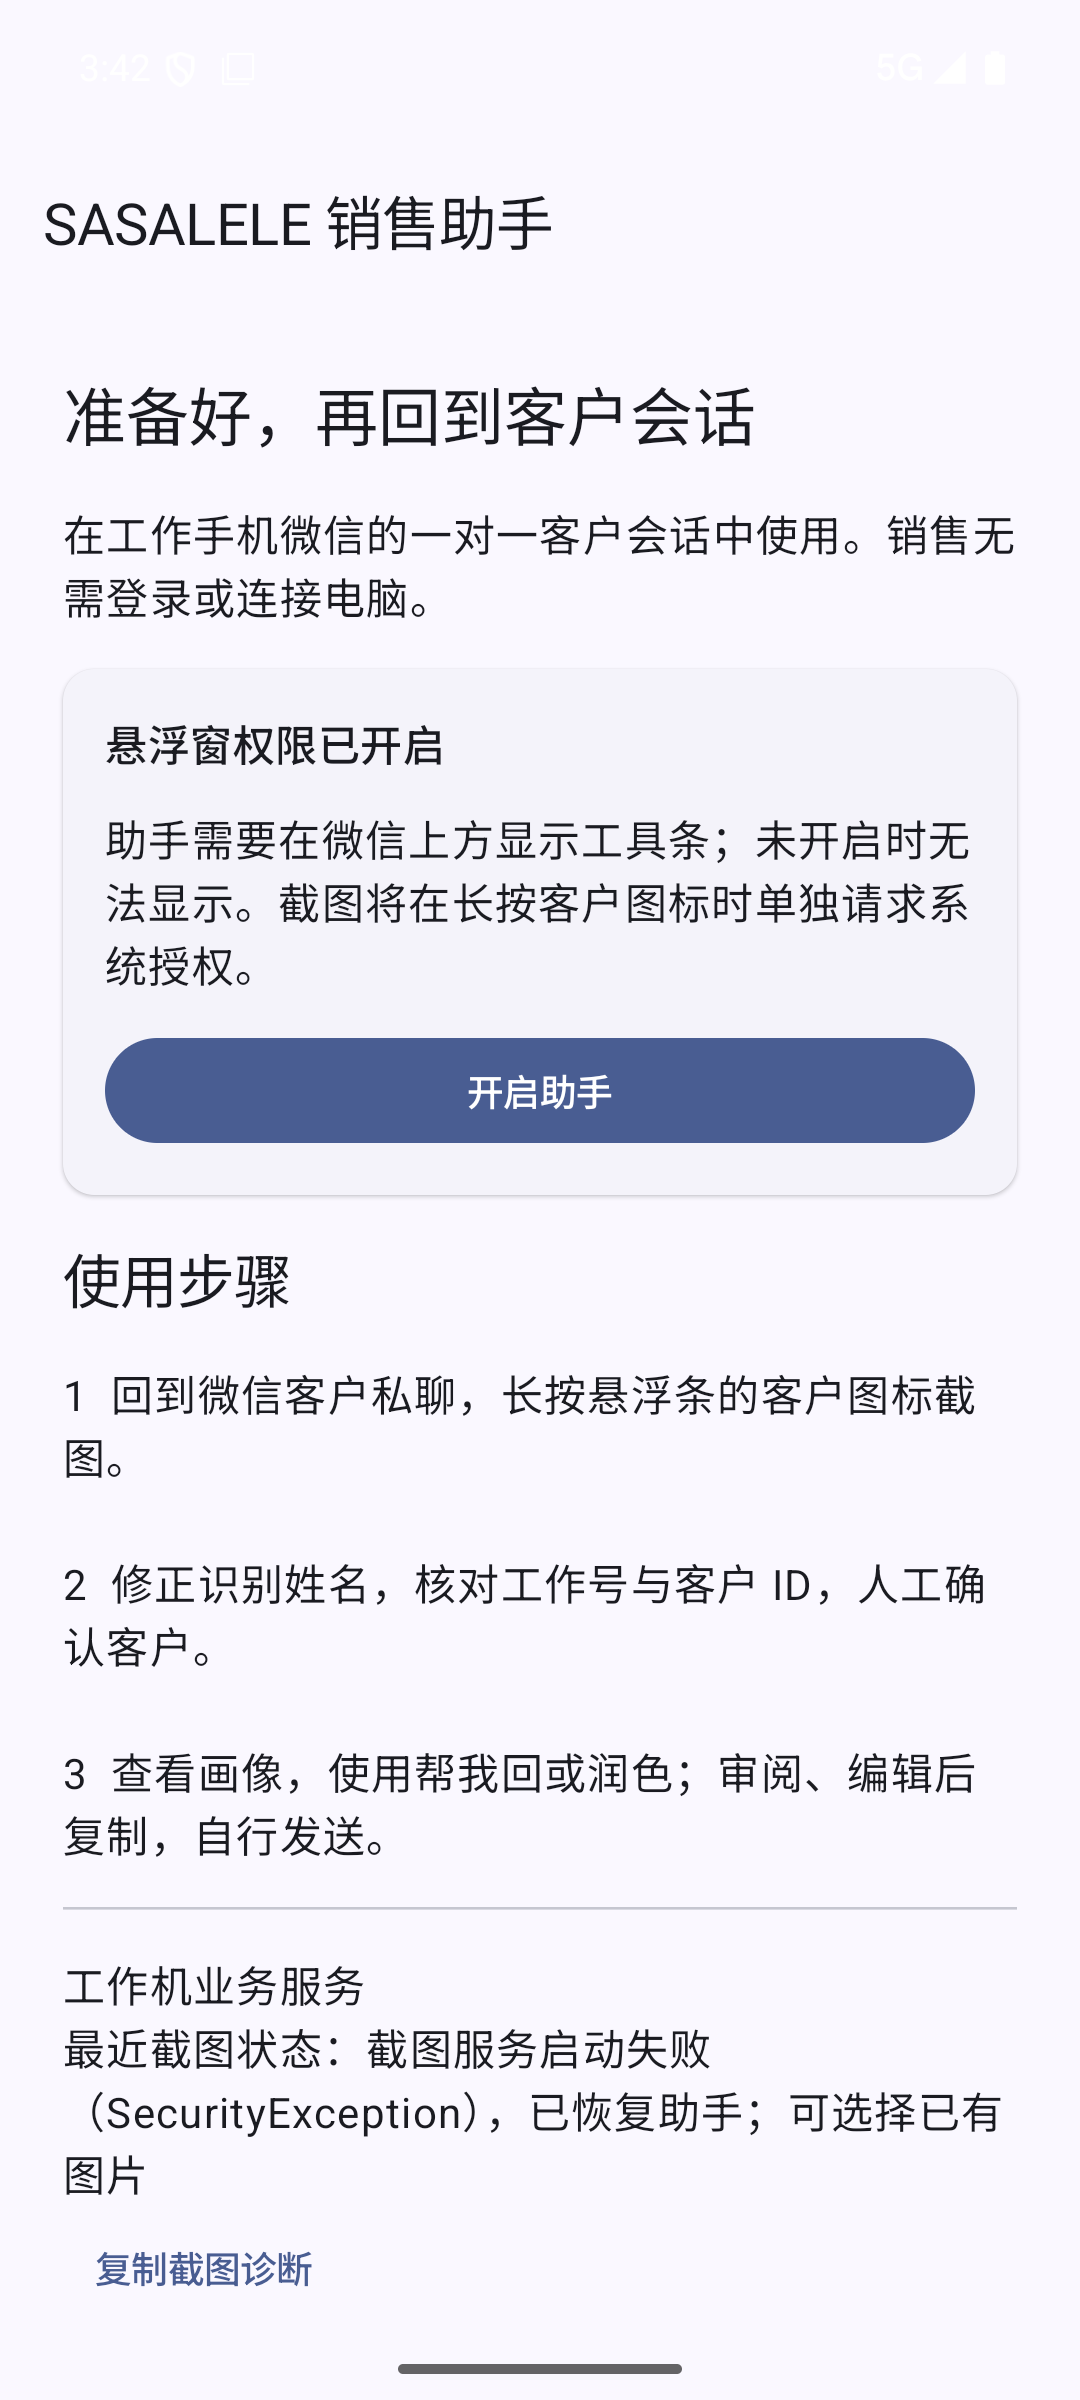 3:42
5G
SASALELE 销售助手
准备好，再回到客户会话
在工作手机微信的一对一客户会话中使用。销售无
需登录或连接电脑。
悬浮窗权限已开启
助手需要在微信上方显示工具条；未开启时无
法显示。截图将在长按客户图标时单独请求系
统授权。
开启助手
使用步骤
1 回到微信客户私聊，长按悬浮条的客户图标截
图。
2 修正识别姓名，核对工作号与客户 ID，人工确
认客户。
3 查看画像，使用帮我回或润色；审阅、编辑后
复制，自行发送。
工作机业务服务
最近截图状态：截图服务启动失败
（SecurityException），已恢复助手；可选择已有
图片
复制截图诊断